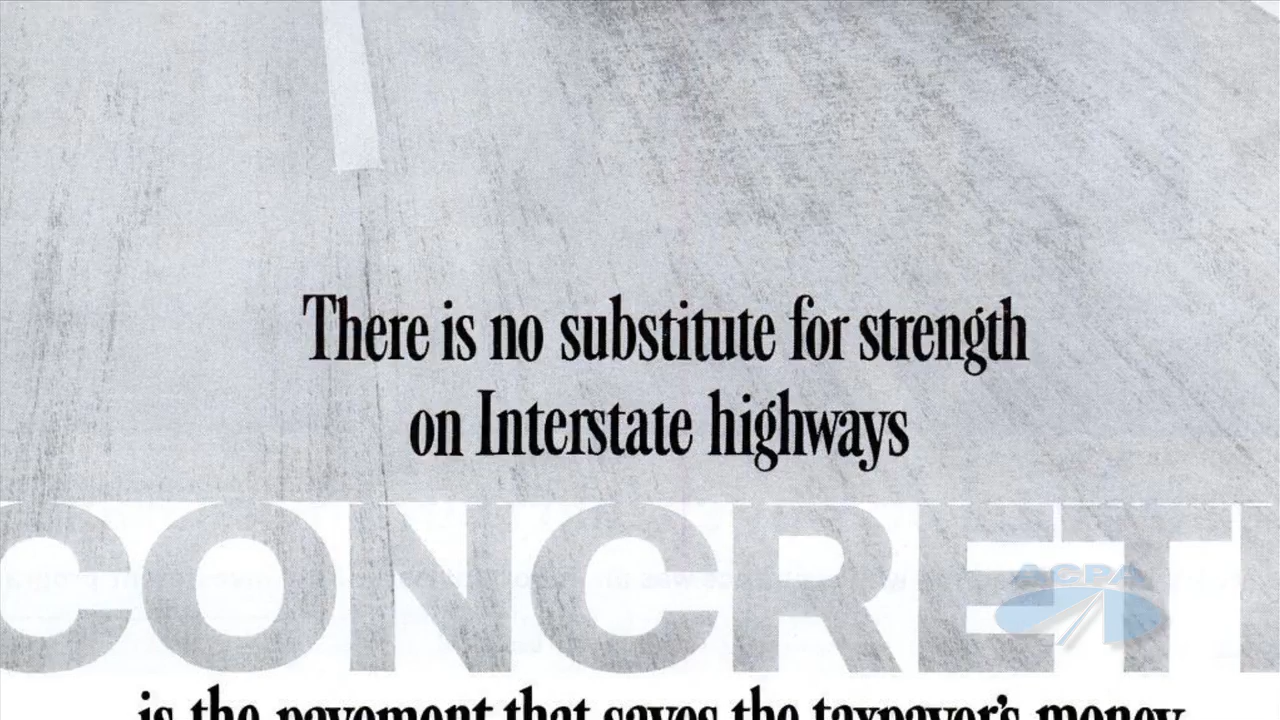 There is no substitute for strength
on Interstate highways
CONCRET
ACPA
is the pavement that saves the taxpayer's money